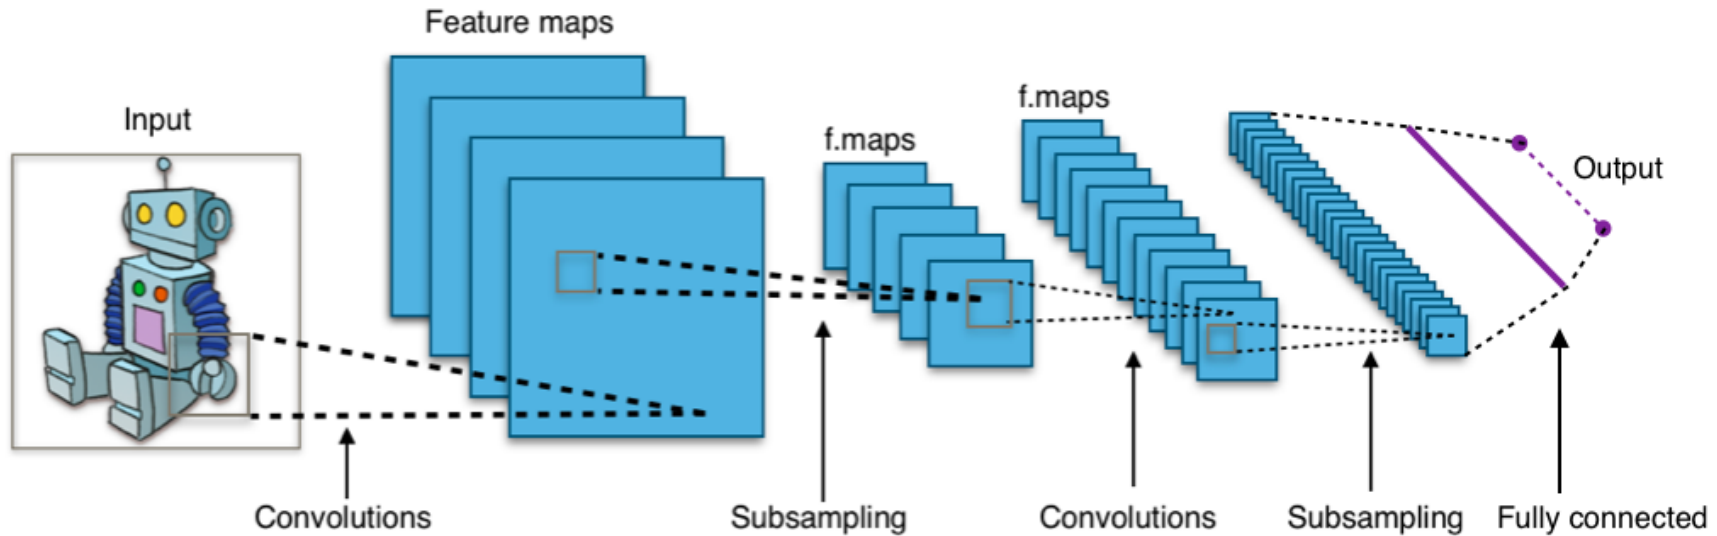 Feature maps
f.maps
Input
f.maps
Output
Convolutions
Subsampling
Convolutions
Subsampling
Fully connected